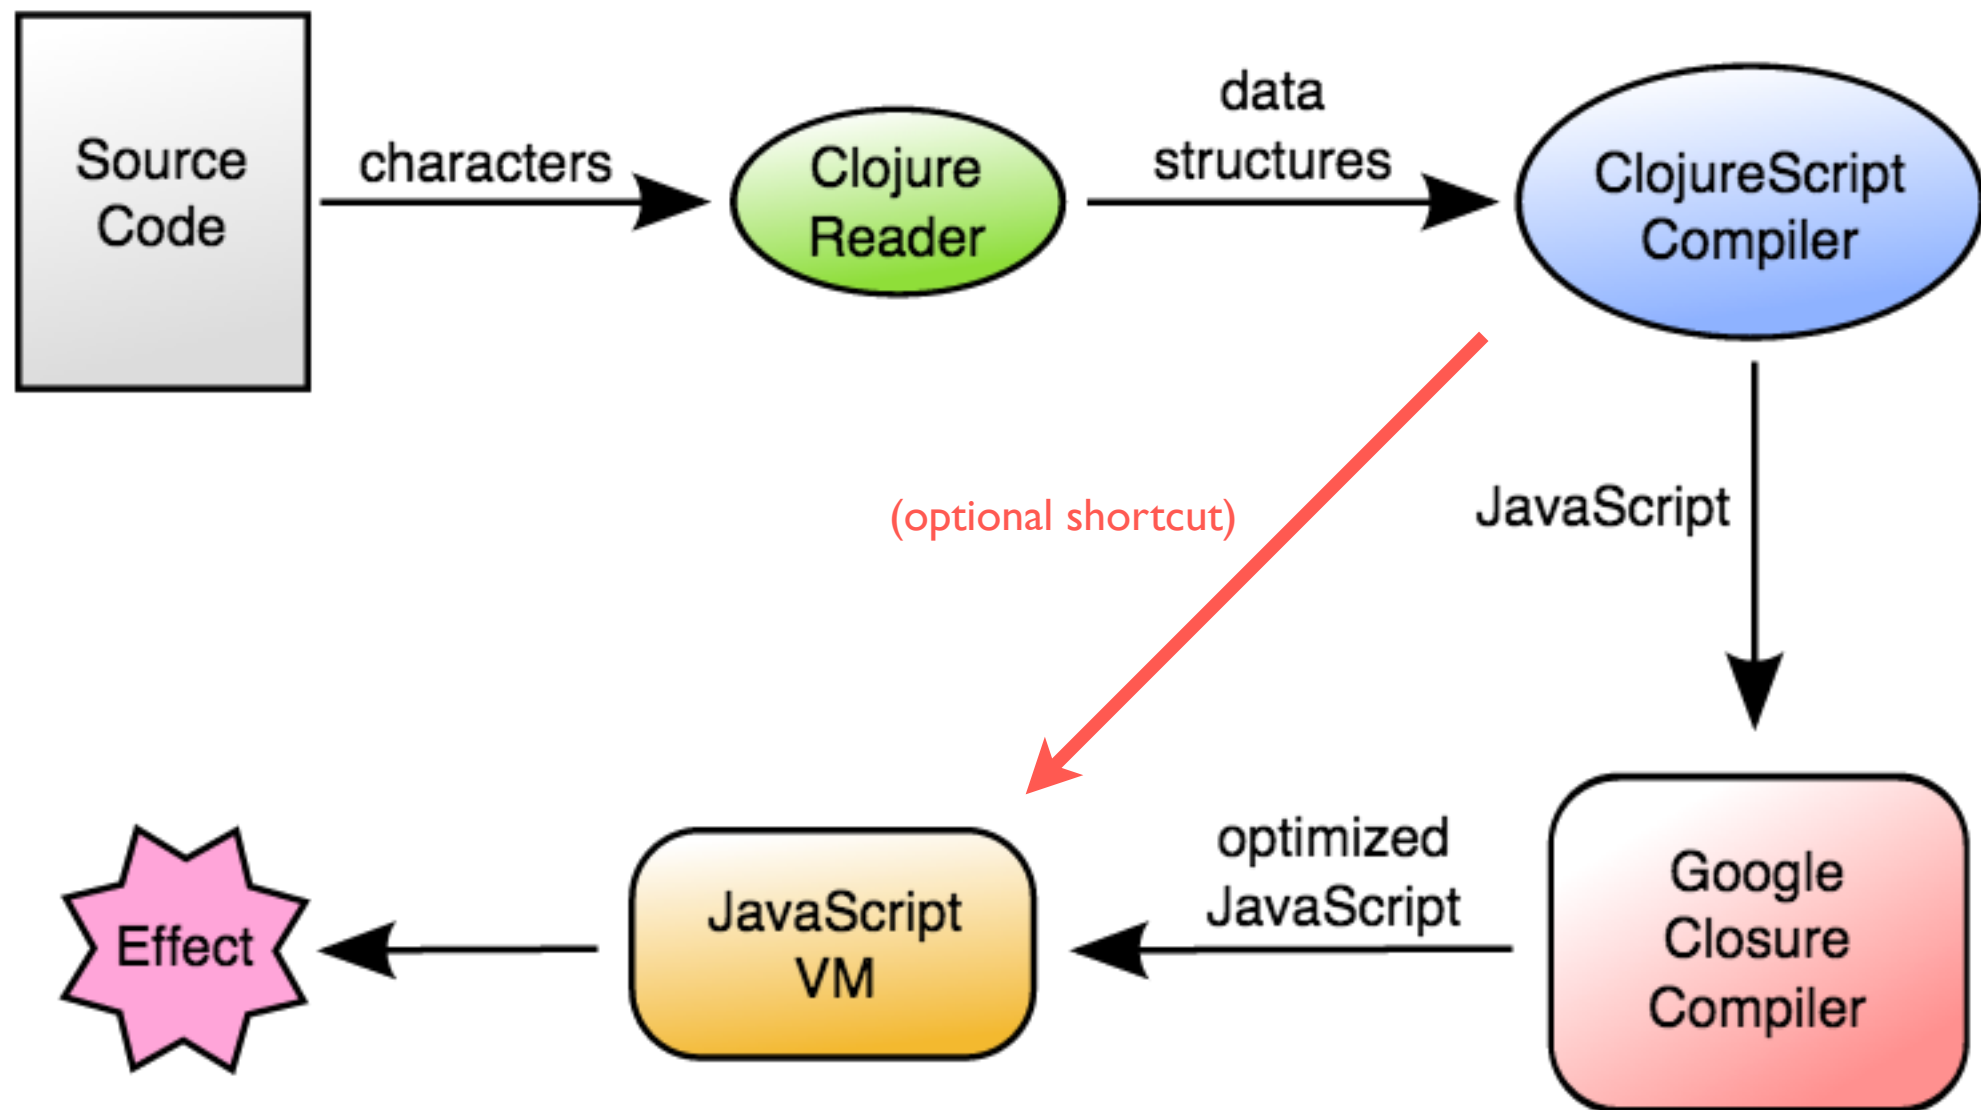 Source
Code
characters
Clojure
Reader
data
structures
ClojureScript
Compiler
(optional shortcut)
JavaScript
Effect
JavaScript
VM
optimized
JavaScript
Google
Closure
Compiler